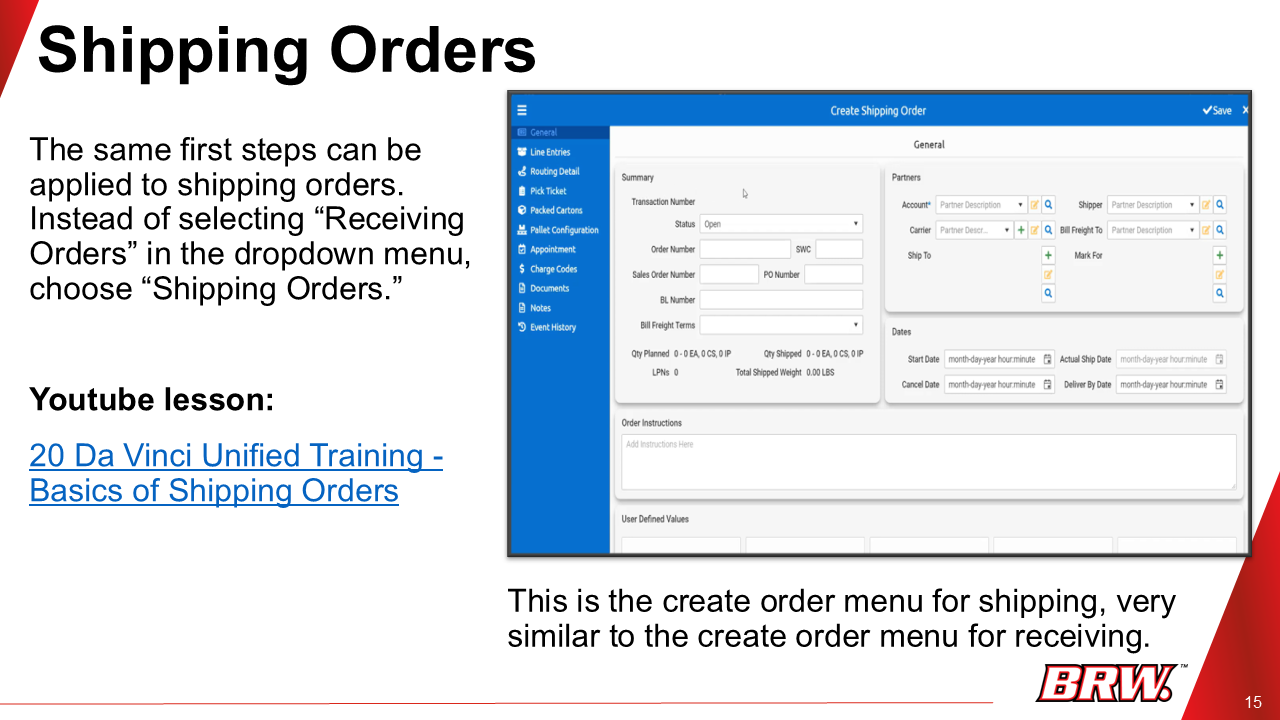 Shipping Orders
The same first steps can be
applied to shipping orders.
Instead of selecting “Receiving
Orders” in the dropdown menu,
choose “Shipping Orders.”
Youtube lesson:
20 Da Vinci Unified Training -
Basics of Shipping Orders
Create Shipping Order
Save
General
Line Entries
Routing Detail
Pick Ticket
Packed Cartons
Pallet Configuration
Appointment
Charge Codes
Documents
Notes
Event History
General
Summary
Transaction Number
Status Open
Order Number SWC
Sales Order Number PO Number
BL Number
Bill Freight Terms
Qty Planned 0 - 0 EA, 0 CS, 0 IP Qty Shipped 0 - 0 EA, 0 CS, 0 IP
LPNs 0 Total Shipped Weight 0.00 LBS
Partners
Account* Partner Description Shipper Partner Description
Carrier Partner Descr... Bill Freight To Partner Description
Ship To Mark For
Dates
Start Date month-day-year hour:minute Actual Ship Date month-day-year hour:minute
Cancel Date month-day-year hour:minute Deliver By Date month-day-year hour:minute
Order Instructions
Add Instructions Here
User Defined Values
This is the create order menu for shipping, very
similar to the create order menu for receiving.
BRW.™
15